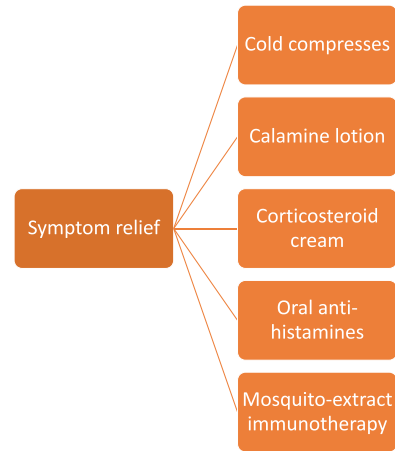 Cold compresses
Calamine lotion
Symptom relief
Corticosteroid
cream
Oral anti-
histamines
Mosquito-extract
immunotherapy